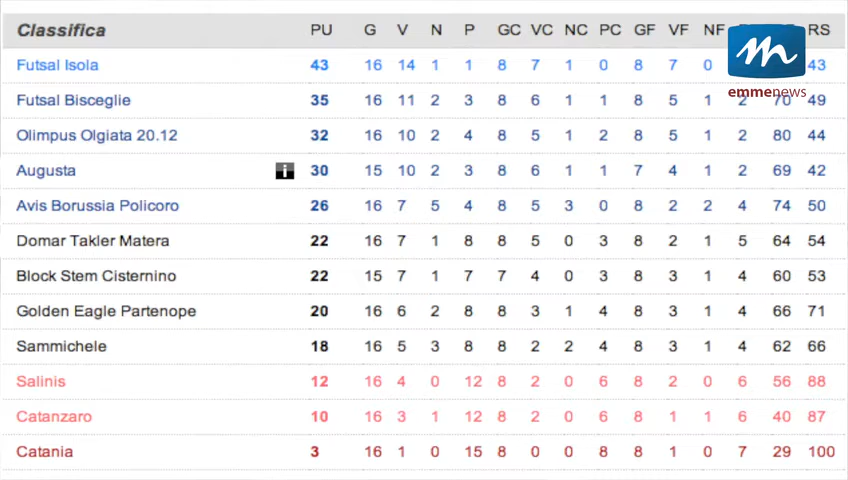 Classifica PU G V N P GC VC NC PC GF VF NF RS
Futsal Isola 43 16 14 1 1 8 7 1 0 8 7 0 43
emmenews
Futsal Bisceglie 35 16 11 2 3 8 6 1 1 8 5 1 2 70 49
Olimpus Olgiata 20.12 32 16 10 2 4 8 5 1 2 8 5 1 2 80 44
Augusta i 30 15 10 2 3 8 6 1 1 7 4 1 2 69 42
Avis Borussia Policoro 26 16 7 5 4 8 5 3 0 8 2 2 4 74 50
Domar Takler Matera 22 16 7 1 8 8 5 0 3 8 2 1 5 64 54
Block Stem Cisternino 22 15 7 1 7 7 4 0 3 8 3 1 4 60 53
Golden Eagle Partenope 20 16 6 2 8 8 3 1 4 8 3 1 4 66 71
Sammichele 18 16 5 3 8 8 2 2 4 8 3 1 4 62 66
Salinis 12 16 4 0 12 8 2 0 6 8 2 0 6 56 88
Catanzaro 10 16 3 1 12 8 2 0 6 8 1 1 6 40 87
Catania 3 16 1 0 15 8 0 0 8 8 1 0 7 29 100